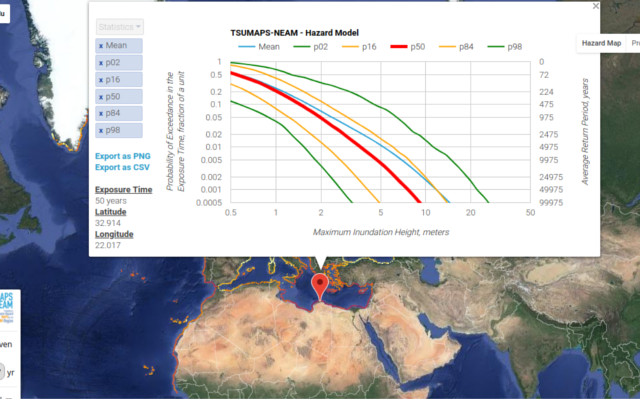 lu
Statistics
x Mean
x p02
x p16
x p50
x p84
x p98
Export as PNG
Export as CSV
Exposure Time
50 years
Latitude
32.914
Longitude
22.017
TSUMAPS-NEAM - Hazard Model
Mean p02 p16 p50 p84 p98
Probability of Exceedance in the
Exposure Time, fraction of a unit
1 0
0.5 72
0.2 224
0.1 475
0.05 975
0.02 2475
0.01 4975
0.005 9975
0.002 24975
0.001 49975
0.0005 99975
Average Return Period, years
0.5 1 2 5 10 20 50
Maximum Inundation Height, meters
Hazard Map Pr
MAPS
NEAM
ven
yr